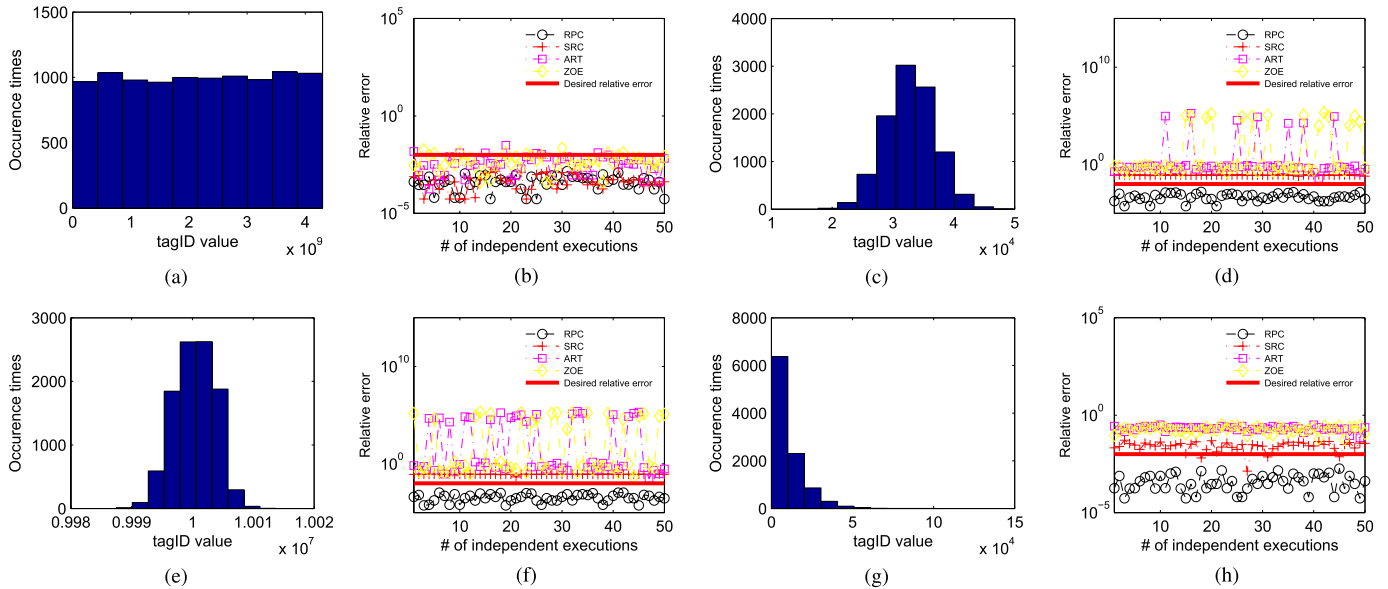 1500
1000
500
0
Occurence times
0 1 2 3 4
tagID value
x 10^9
(a)
10^5
10^0
10^-5
Relative error
RPC
SRC
ART
ZOE
Desired relative error
10 20 30 40 50
# of independent executions
(b)
4000
3000
2000
1000
0
Occurence times
1 2 3 4 5
tagID value
x 10^4
(c)
10^10
10^0
Relative error
RPC
SRC
ART
ZOE
Desired relative error
10 20 30 40 50
# of independent executions
(d)
3000
2000
1000
0
Occurence times
0.998 0.999 1 1.001 1.002
tagID value
x 10^7
(e)
10^10
10^0
Relative error
RPC
SRC
ART
ZOE
Desired relative error
10 20 30 40 50
# of independent executions
(f)
8000
6000
4000
2000
0
Occurence times
0 5 10 15
tagID value
x 10^4
(g)
10^5
10^0
10^-5
Relative error
RPC
SRC
ART
ZOE
Desired relative error
10 20 30 40 50
# of independent executions
(h)